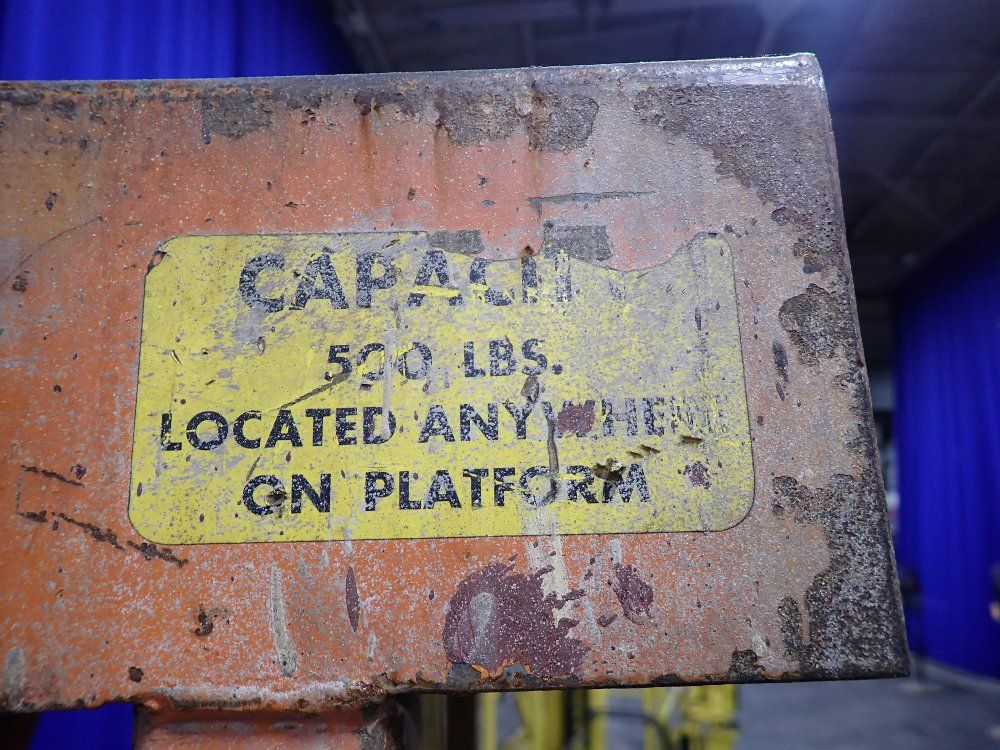 CAPACITY
500 LBS.
LOCATED ANYWHERE
ON PLATFORM